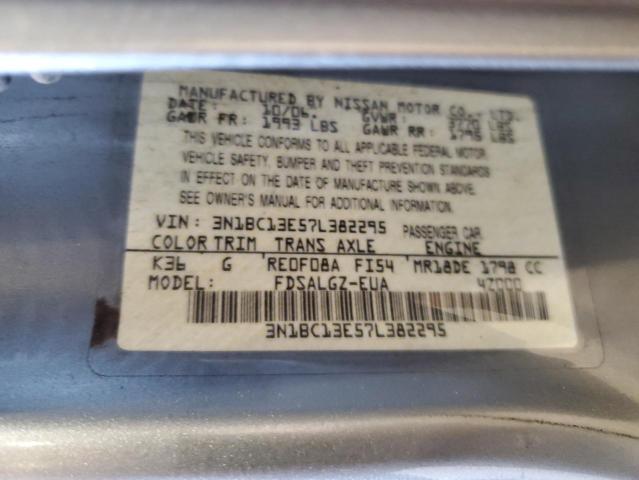 MANUFACTURED BY NISSAN MOTOR CO., LTD.
DATE: 10/06. GVWR:
GAWR FR: 1993 LBS GAWR RR: 1748 LBS
THIS VEHICLE CONFORMS TO ALL APPLICABLE FEDERAL MOTOR
VEHICLE SAFETY, BUMPER AND THEFT PREVENTION STANDARDS
IN EFFECT ON THE DATE OF MANUFACTURE SHOWN ABOVE.
SEE OWNER'S MANUAL FOR ADDITIONAL INFORMATION.
VIN: 3N1BC13E57L382295 PASSENGER CAR
COLOR TRIM TRANS AXLE ENGINE
K36 G RE0F08A FI54 MR18DE 1798 CC
MODEL: FDSALGZ-EUA 4Z000
3N1BC13E57L382295